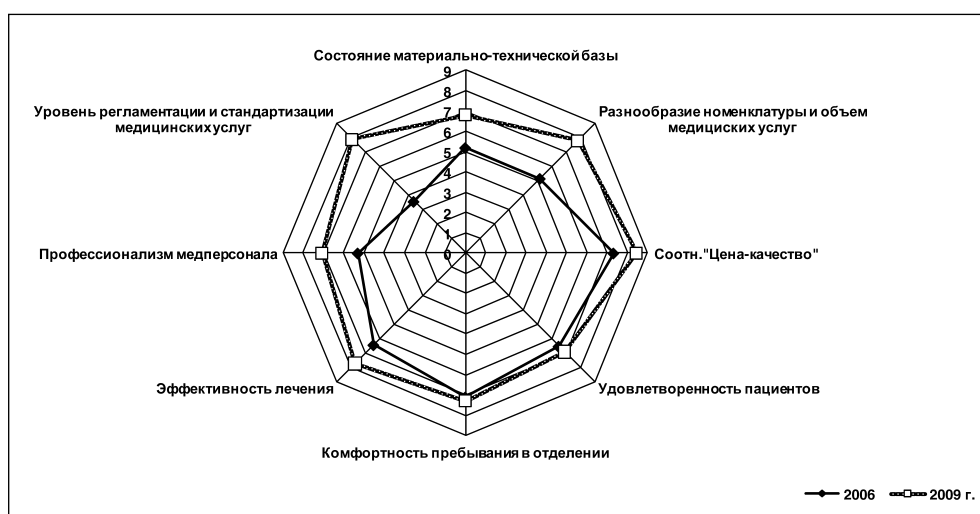 Состояние материально-технической базы
9
8
7
6
5
4
3
2
1
0
Разнообразие номенклатуры и объем
медициских услуг
Соотн."Цена-качество"
Удовлетворенность пациентов
Комфортность пребывания в отделении
Эффективность лечения
Профессионализм медперсонала
Уровень регламентации и стандартизации
медицинских услуг
2006
2009 г.